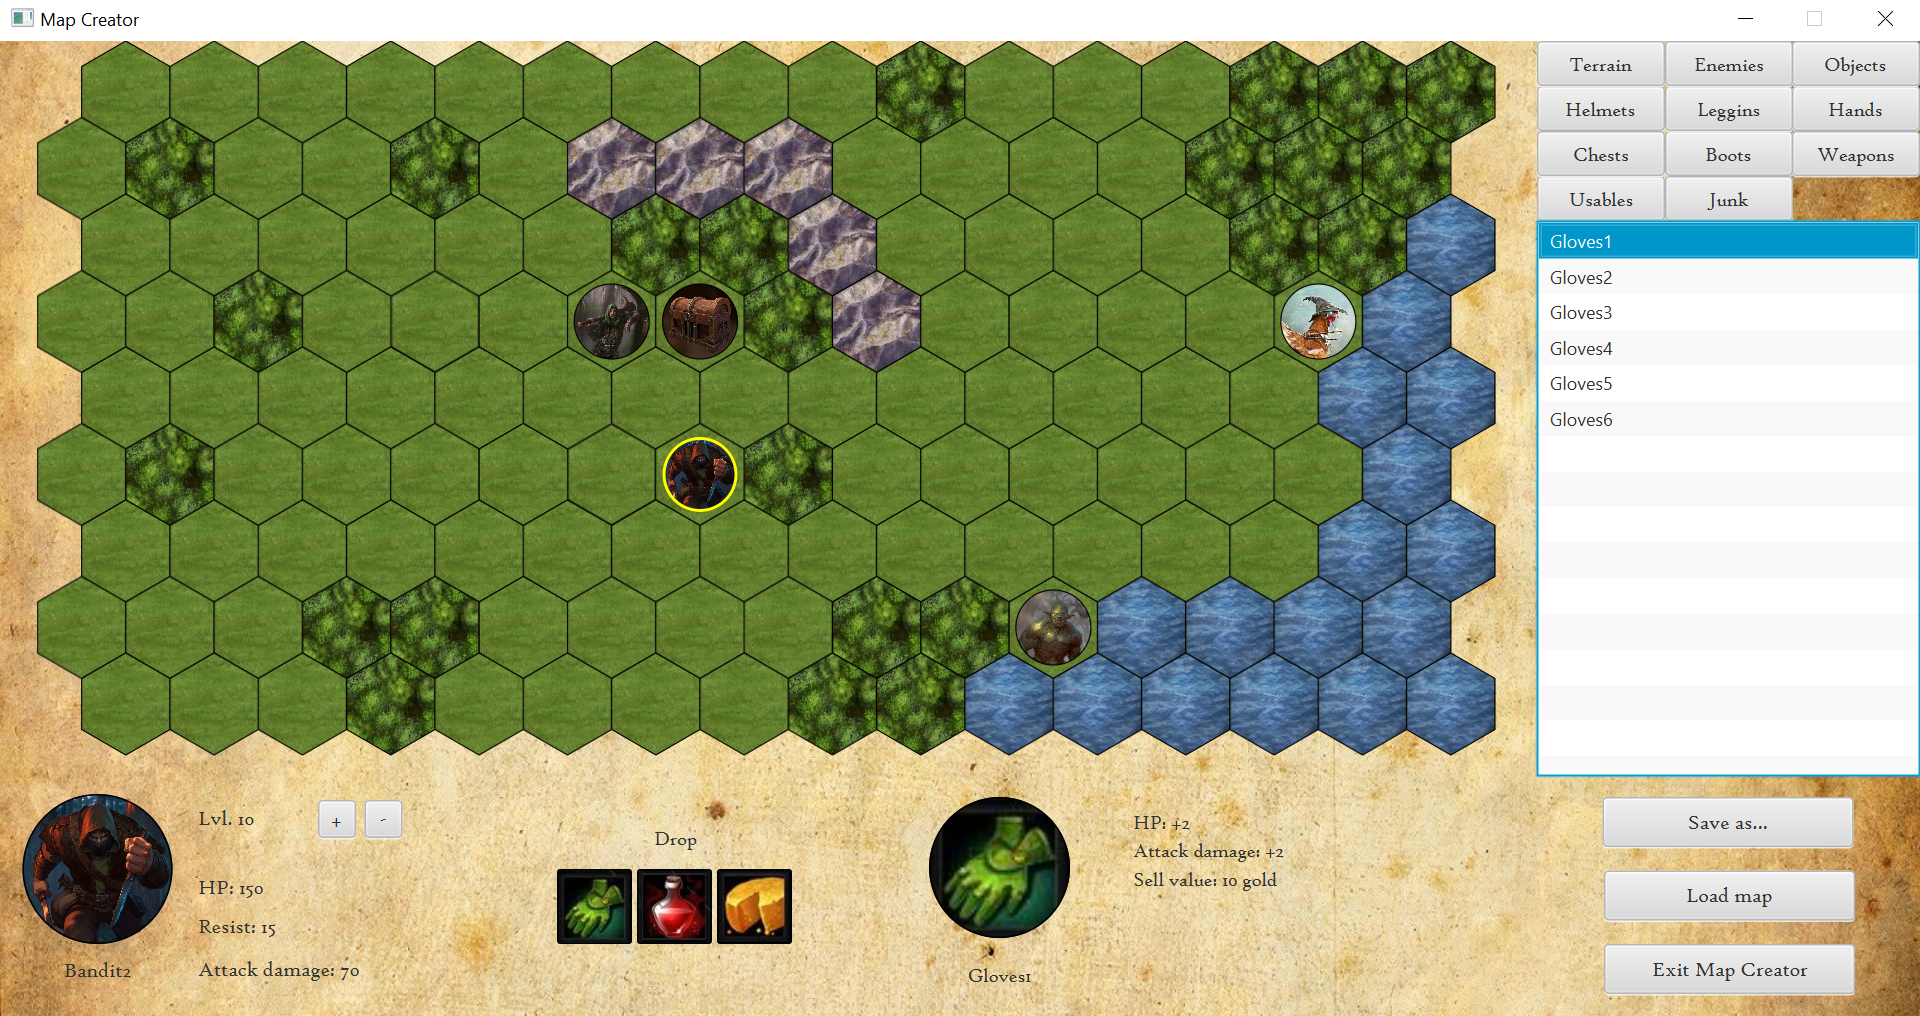 Map Creator
Terrain Enemies Objects
Helmets Leggins Hands
Chests Boots Weapons
Usables Junk
Gloves1
Gloves2
Gloves3
Gloves4
Gloves5
Gloves6
Lvl. 10 + -
HP: 150
Resist: 15
Attack damage: 70
Bandit2
Drop
HP: +2
Attack damage: +2
Sell value: 10 gold
Gloves1
Save as...
Load map
Exit Map Creator